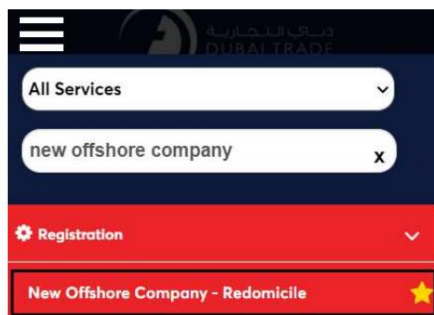 دبي التجارية
DUBAI TRADE
All Services
new offshore company x
Registration
New Offshore Company - Redomicile